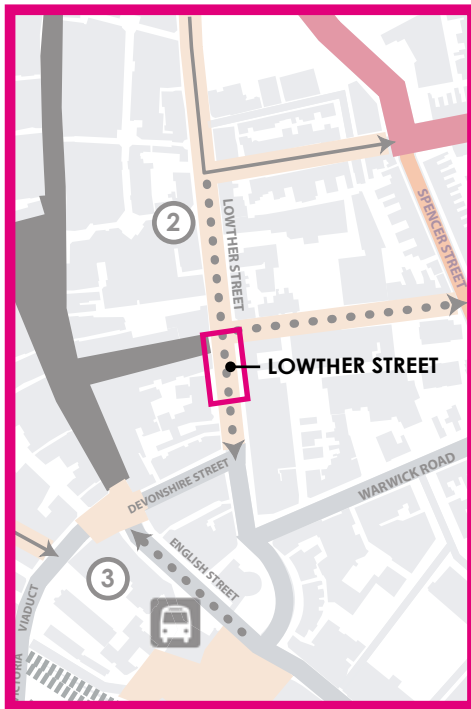 2
LOWTHER STREET
SPENCER STREET
LOWTHER STREET
WARWICK ROAD
DEVONSHIRE STREET
ENGLISH STREET
3
VIADUCT